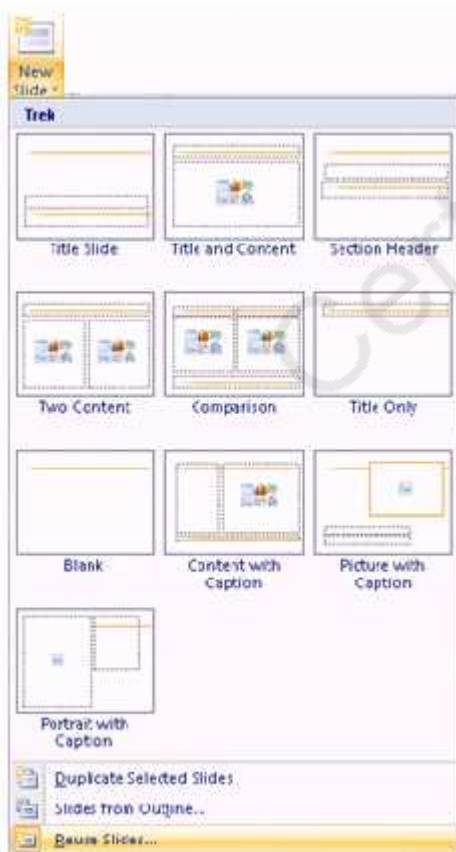 New
Slide
Trek
Title Slide
Title and Content
Section Header
Two Content
Comparison
Title Only
Blank
Content with
Caption
Picture with
Caption
Portrait with
Caption
Duplicate Selected Slides
Slides from Outline...
Reuse Slides...
Cert